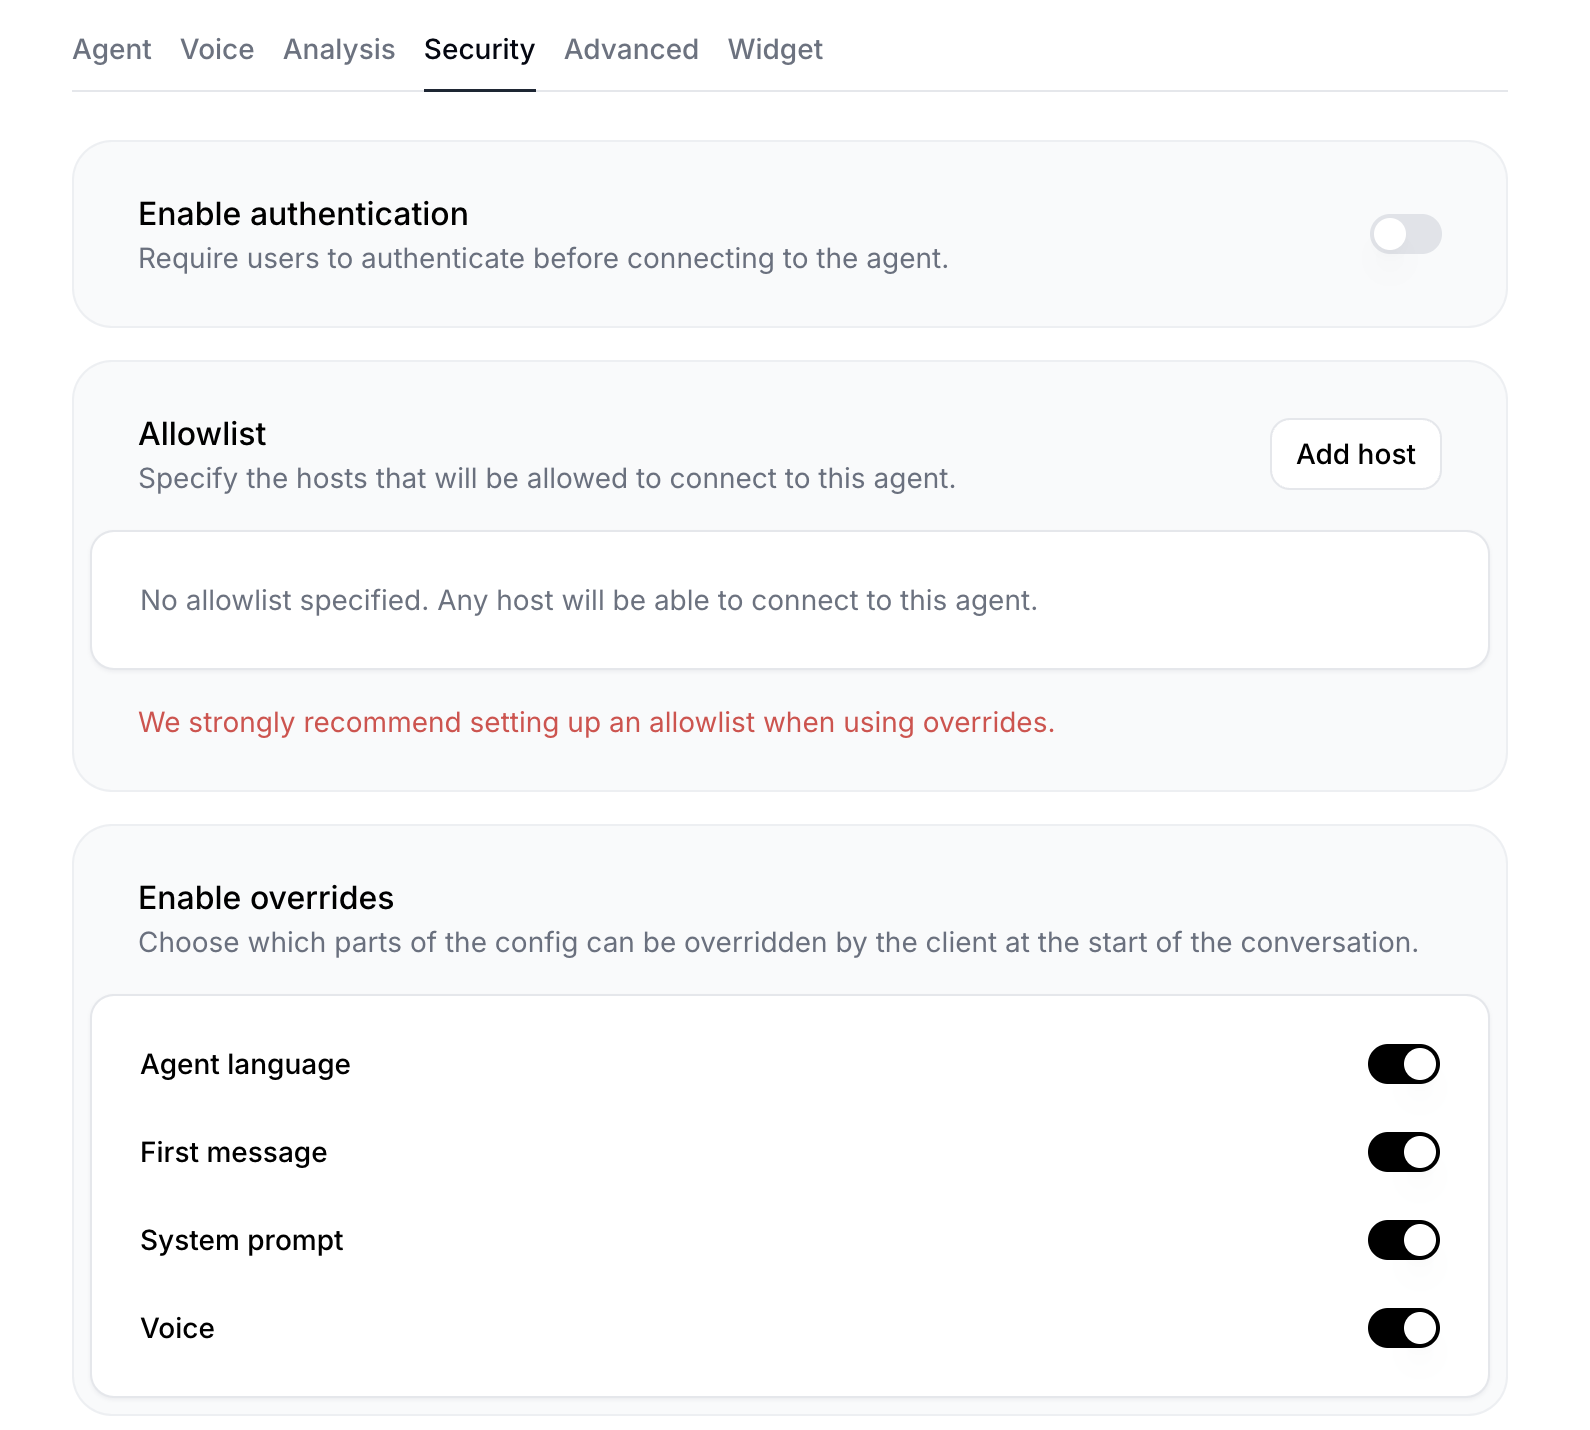 Agent Voice Analysis Security Advanced Widget
Enable authentication
Require users to authenticate before connecting to the agent.
Allowlist
Specify the hosts that will be allowed to connect to this agent.
Add host
No allowlist specified. Any host will be able to connect to this agent.
We strongly recommend setting up an allowlist when using overrides.
Enable overrides
Choose which parts of the config can be overridden by the client at the start of the conversation.
Agent language
First message
System prompt
Voice